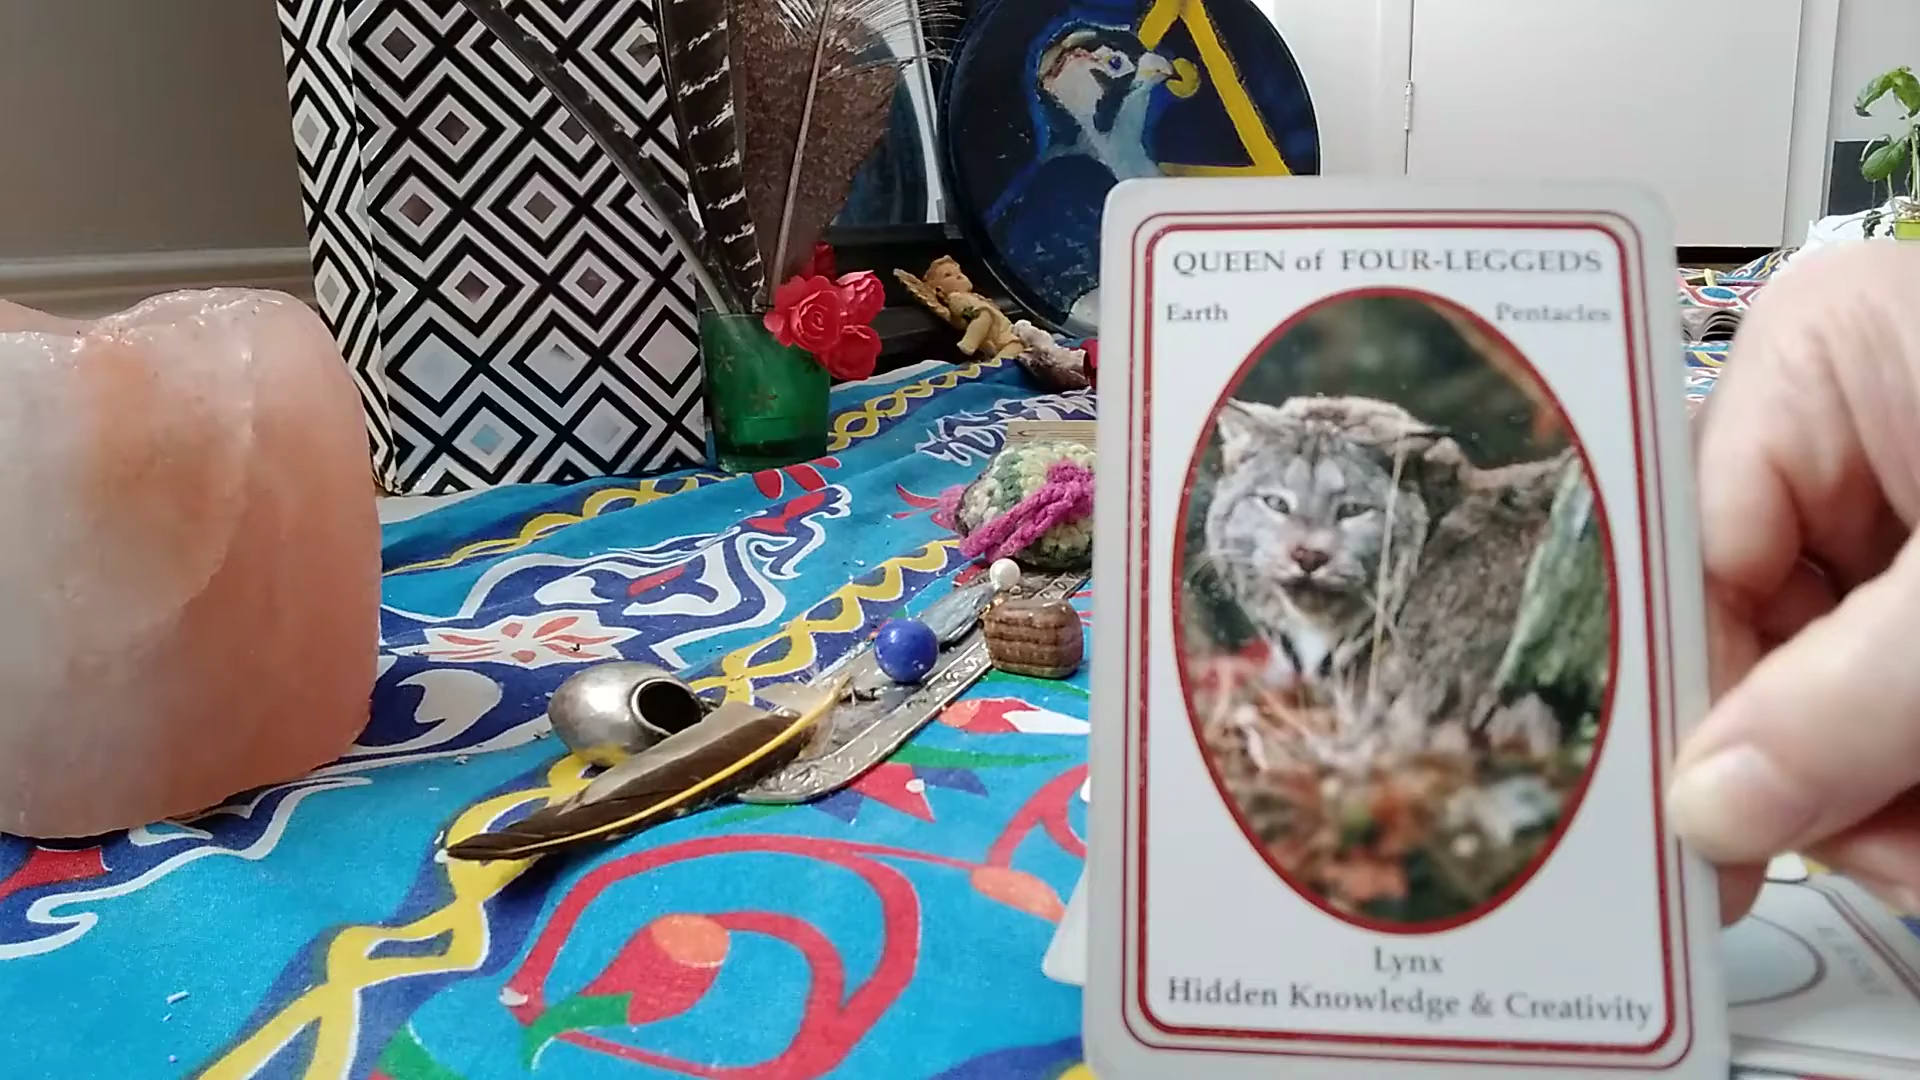 QUEEN of FOUR-LEGGEDS
Earth Pentacles
Lynx
Hidden Knowledge & Creativity